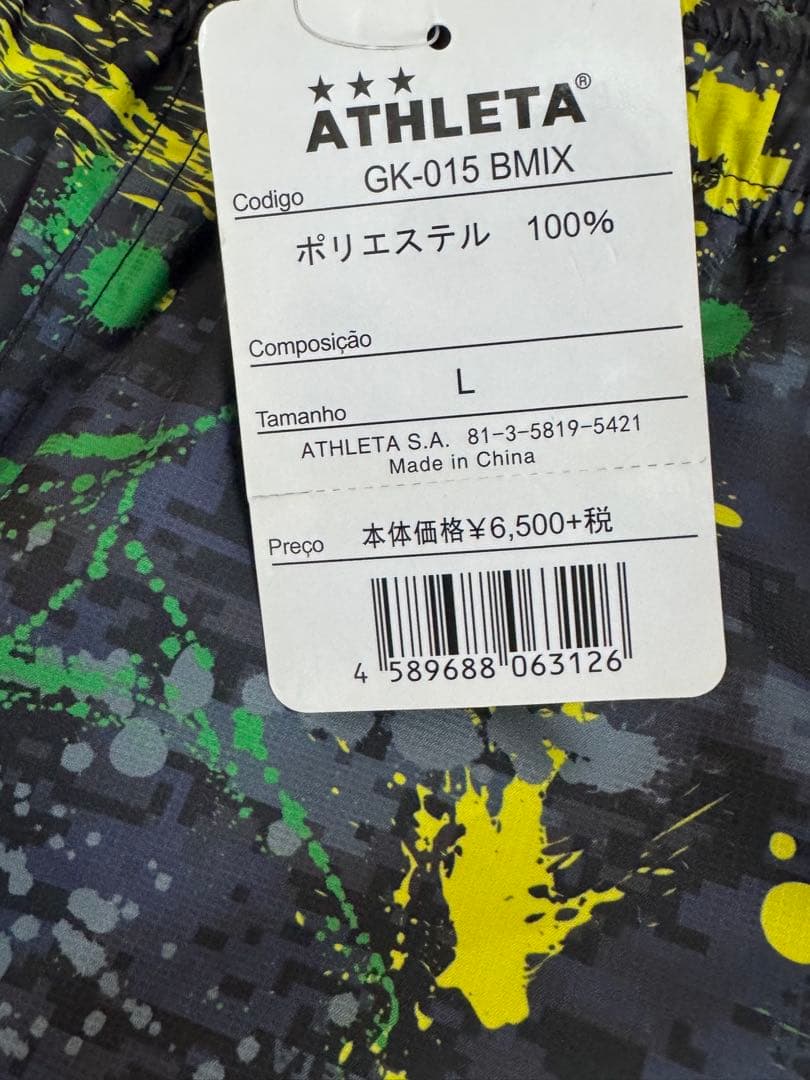 ★★★
ATHLETA®
Codigo GK-015 BMIX
ポリエステル 100%
Composição
L
Tamanho
ATHLETA S.A. 81-3-5819-5421
Made in China
Preço 本体価格¥6,500+税
4 589688 063126